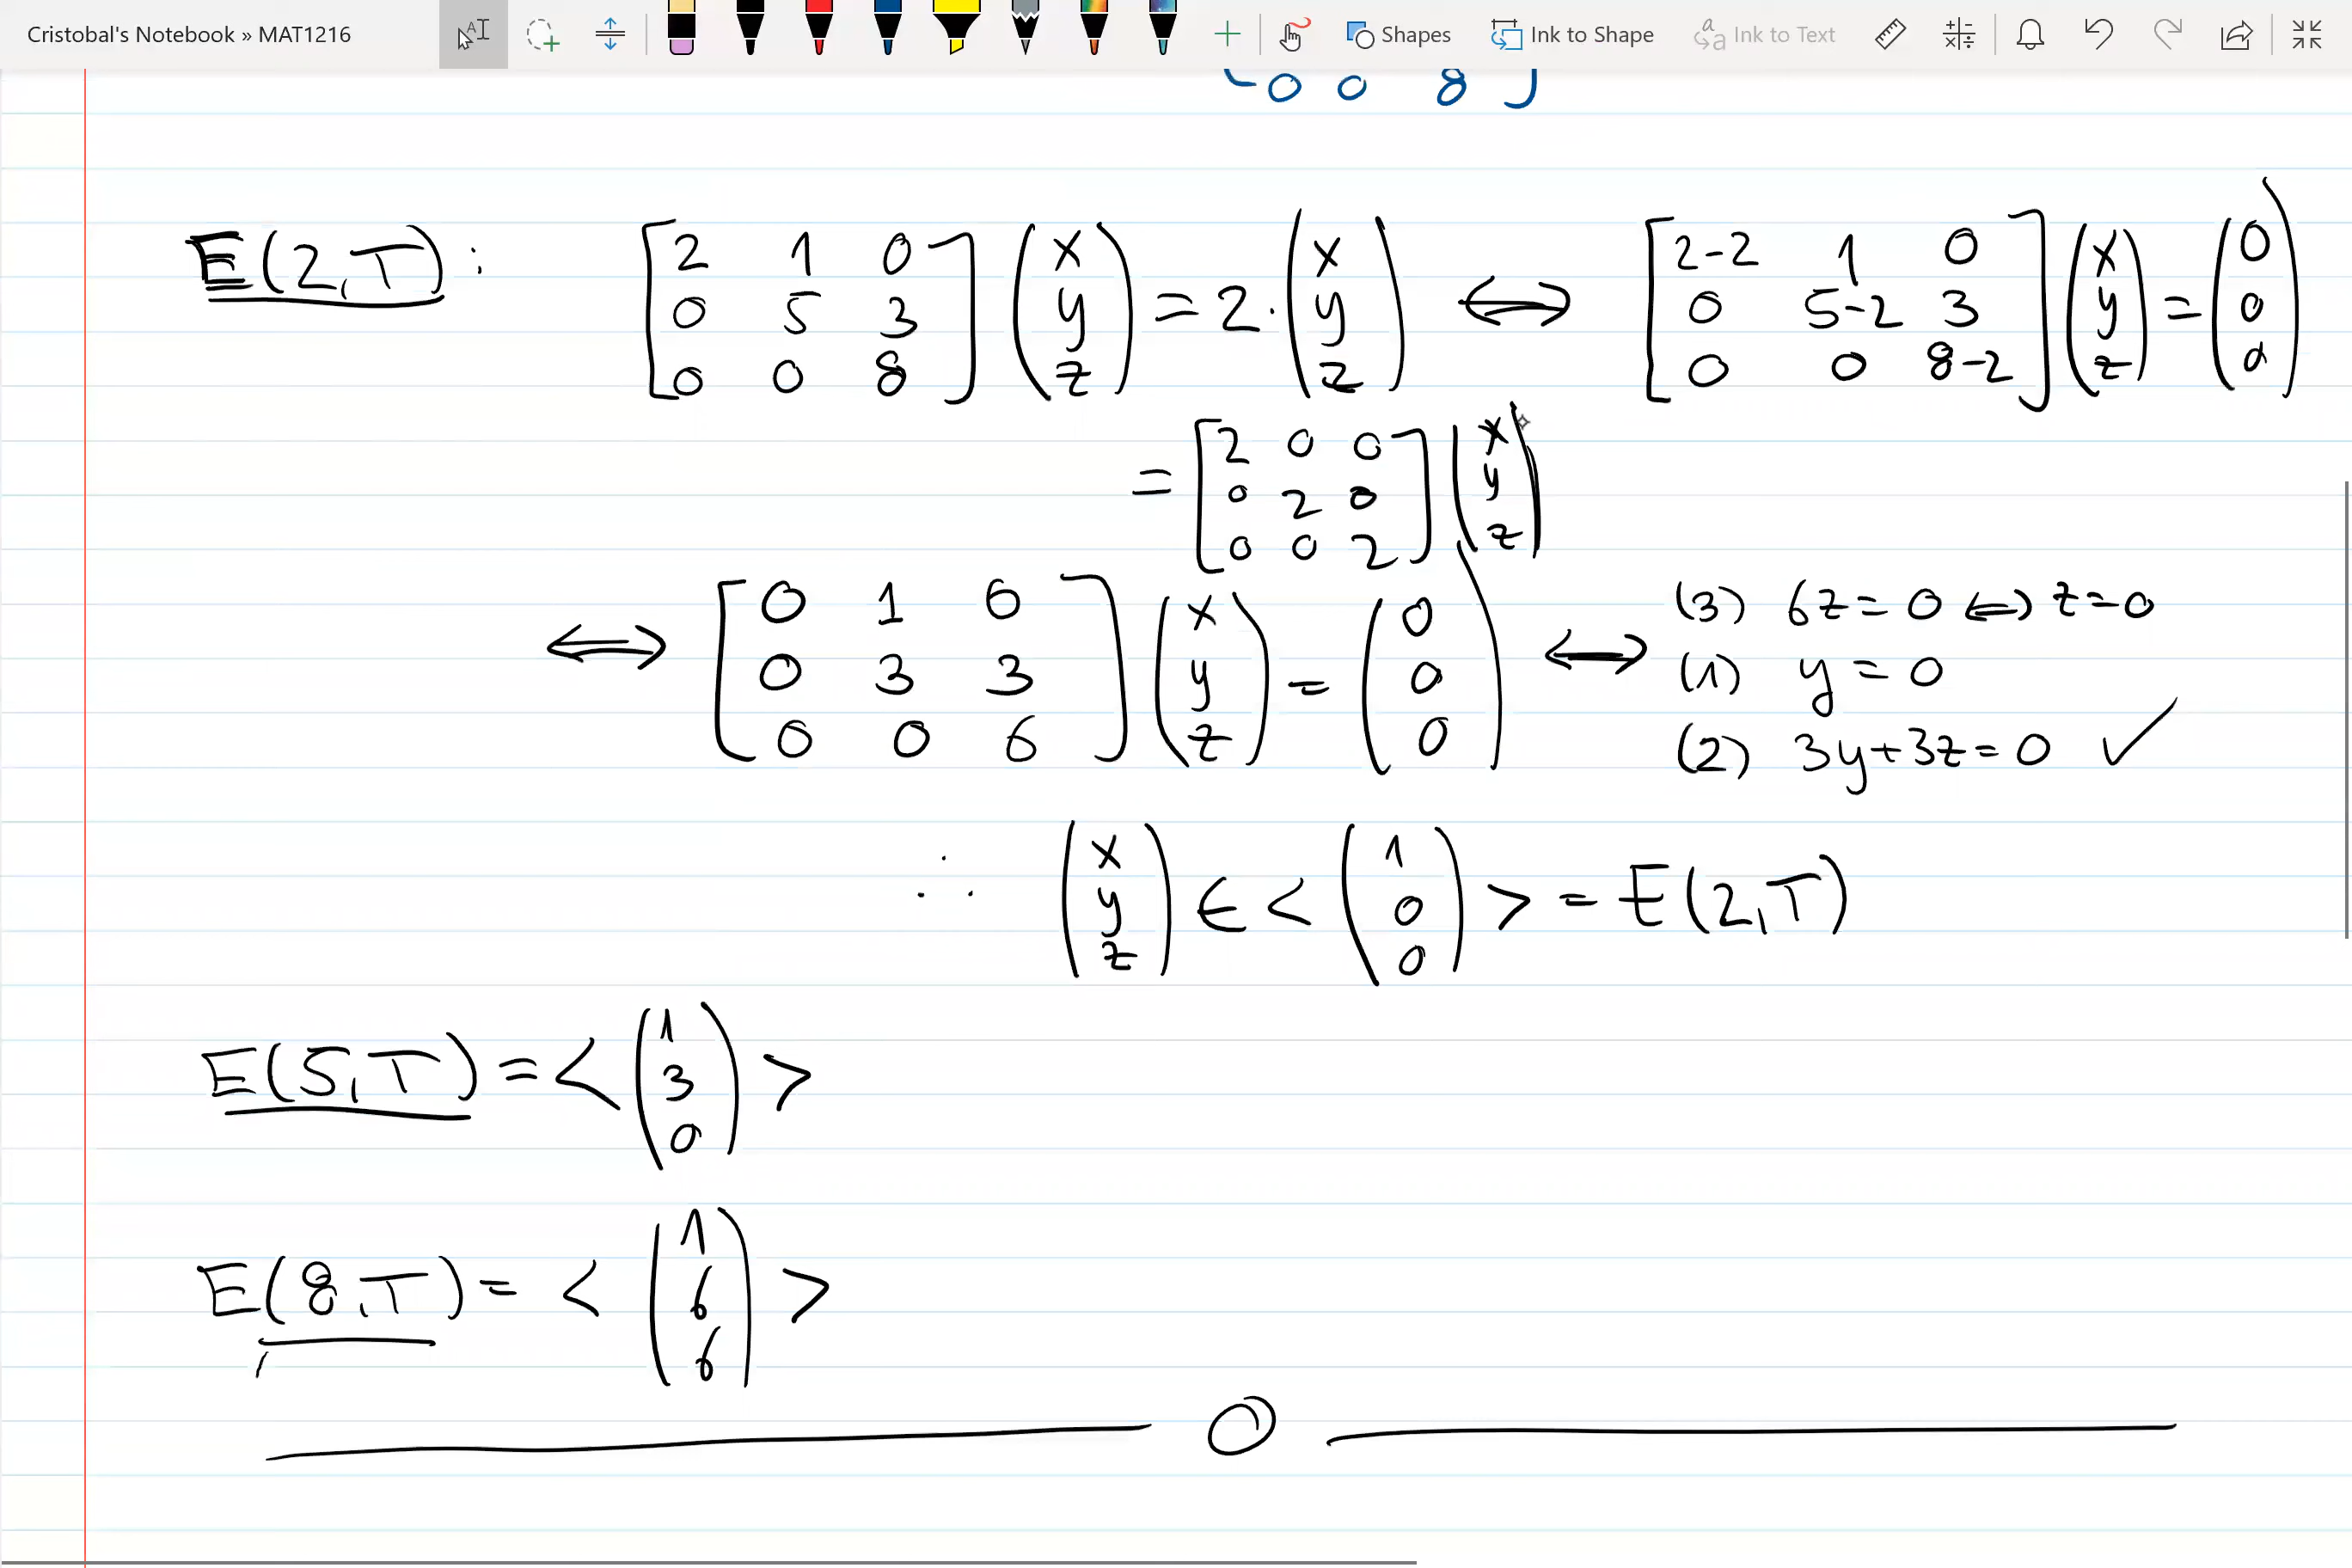 Cristobal's Notebook » MAT1216 Shapes Ink to Shape Ink to Text
0 0 8 ]
E(2,T): [2 1 0; 0 5 3; 0 0 8] (x y z) = 2·(x y z) ⟺ [2-2 1 0; 0 5-2 3; 0 0 8-2] (x y z) = (0 0 0)
= [2 0 0; 0 2 0; 0 0 2] (x y z)
⟺ [0 1 0; 0 3 3; 0 0 6] (x y z) = (0 0 0) ⟺
(3) 6z = 0 ⟺ z = 0
(1) y = 0
(2) 3y + 3z = 0 ✓
∴ (x y z) ∈ < (1 0 0) > = E(2,T)
E(5,T) = < (1 3 0) >
E(8,T) = < (1 6 6) >